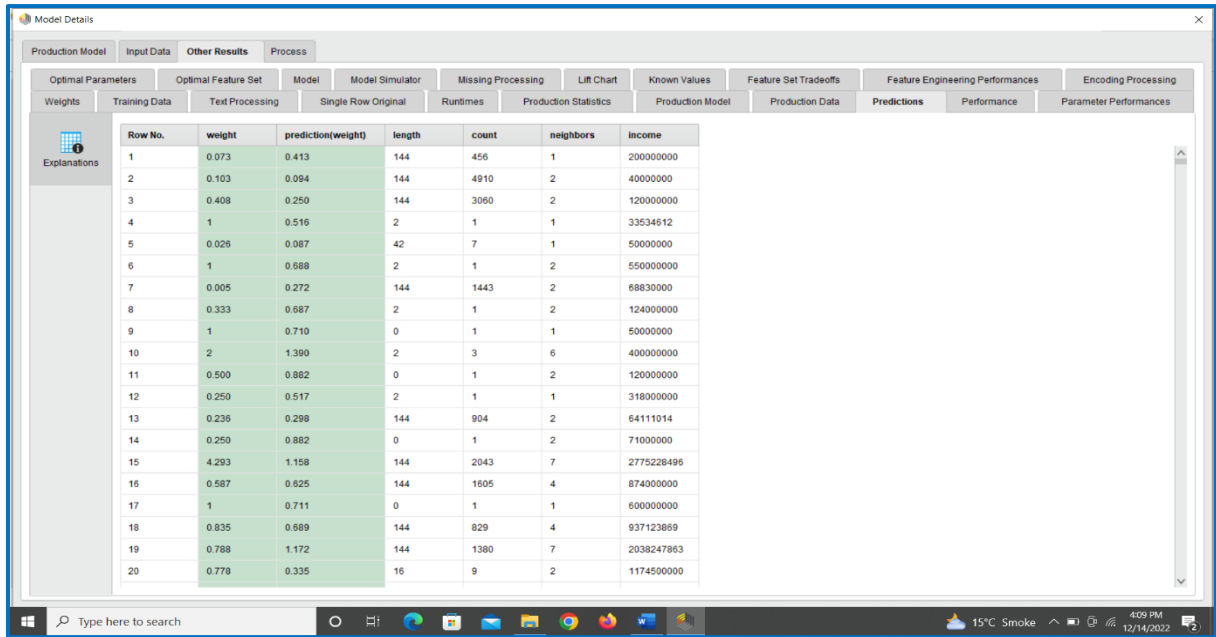 Model Details
Production Model Input Data Other Results Process
Optimal Parameters Optimal Feature Set Model Model Simulator Missing Processing Lift Chart Known Values Feature Set Tradeoffs Feature Engineering Performances Encoding Processing
Weights Training Data Text Processing Single Row Original Runtimes Production Statistics Production Model Production Data Predictions Performance Parameter Performances
Explanations
Row No. weight prediction(weight) length count neighbors income
1 0.073 0.413 144 456 1 200000000
2 0.103 0.094 144 4910 2 40000000
3 0.408 0.250 144 3060 2 120000000
4 1 0.516 2 1 1 33534612
5 0.026 0.087 42 7 1 50000000
6 1 0.688 2 1 2 550000000
7 0.005 0.272 144 1443 2 68830000
8 0.333 0.687 2 1 2 124000000
9 1 0.710 0 1 1 50000000
10 2 1.390 2 3 6 400000000
11 0.500 0.882 0 1 2 120000000
12 0.250 0.517 2 1 1 318000000
13 0.236 0.298 144 904 2 64111014
14 0.250 0.882 0 1 2 71000000
15 4.293 1.158 144 2043 7 2775228496
16 0.587 0.625 144 1605 4 874000000
17 1 0.711 0 1 1 600000000
18 0.835 0.689 144 829 4 937123869
19 0.788 1.172 144 1380 7 2038247863
20 0.778 0.335 16 9 2 1174500000
Type here to search
15°C Smoke
4:09 PM
12/14/2022
2